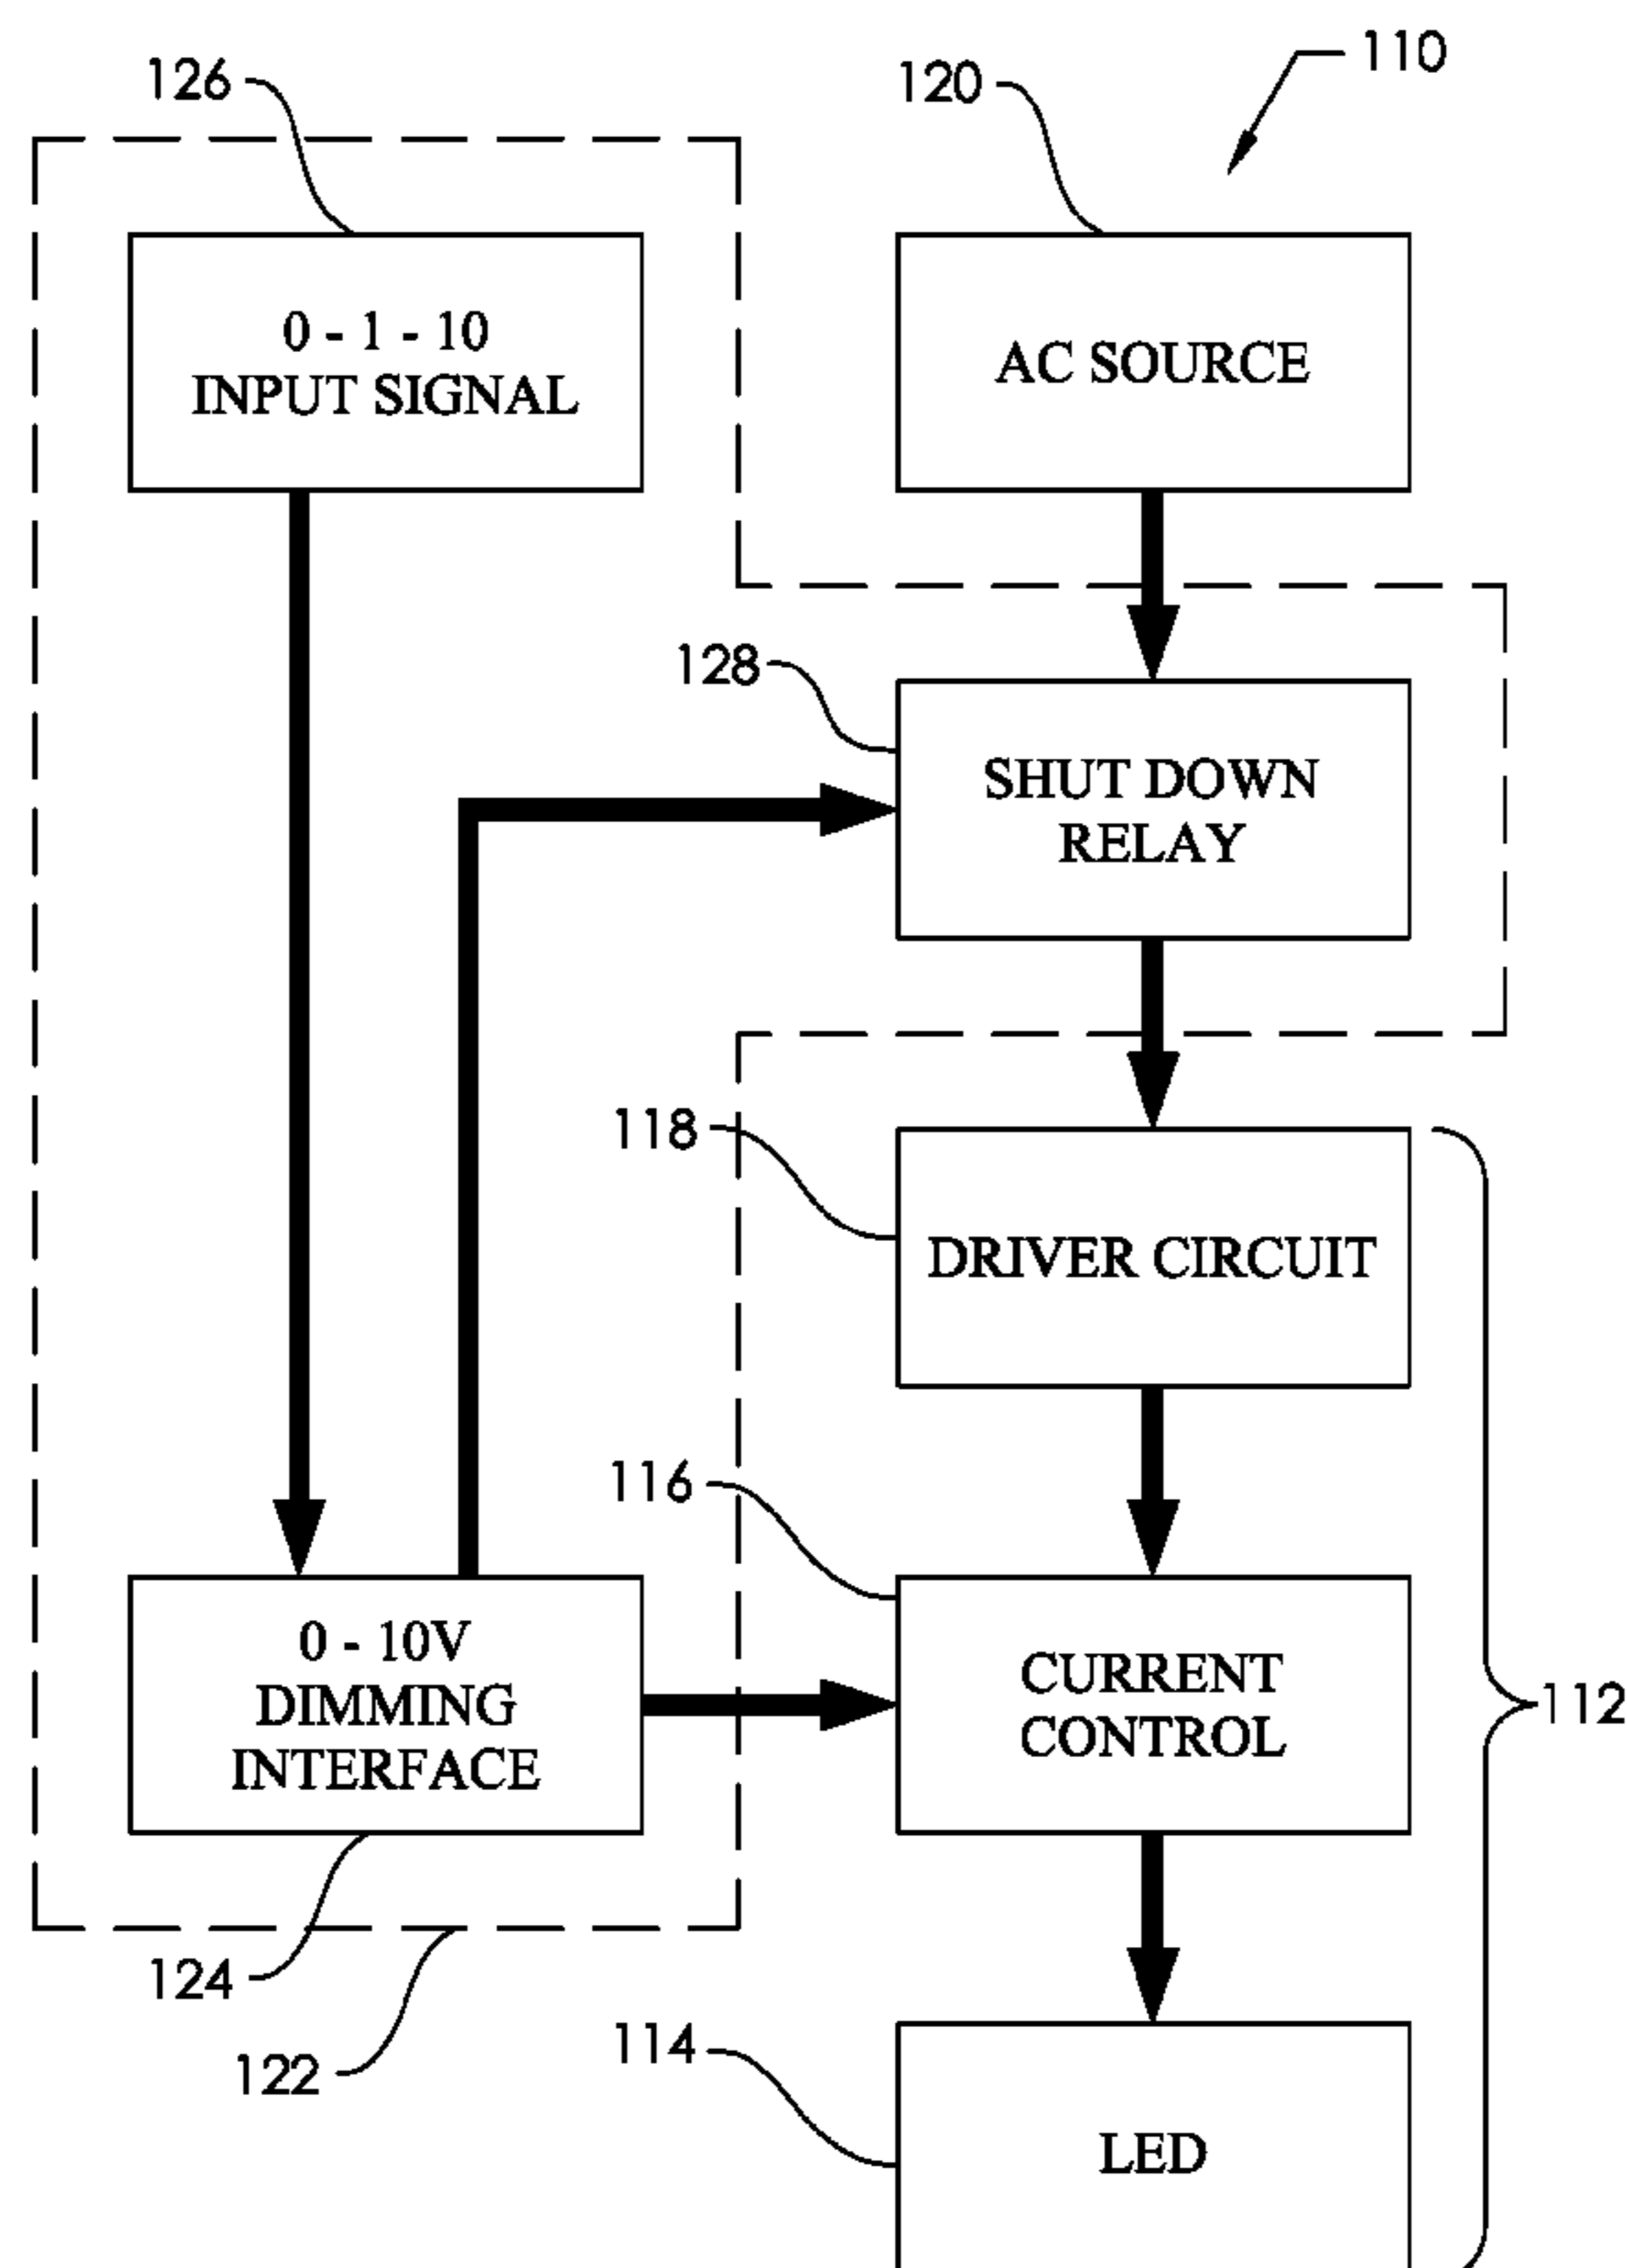 110
126
120
0 - 1 - 10
INPUT SIGNAL
AC SOURCE
128
SHUT DOWN
RELAY
118
DRIVER CIRCUIT
116
0 - 10V
DIMMING
INTERFACE
CURRENT
CONTROL
112
124
122
114
LED